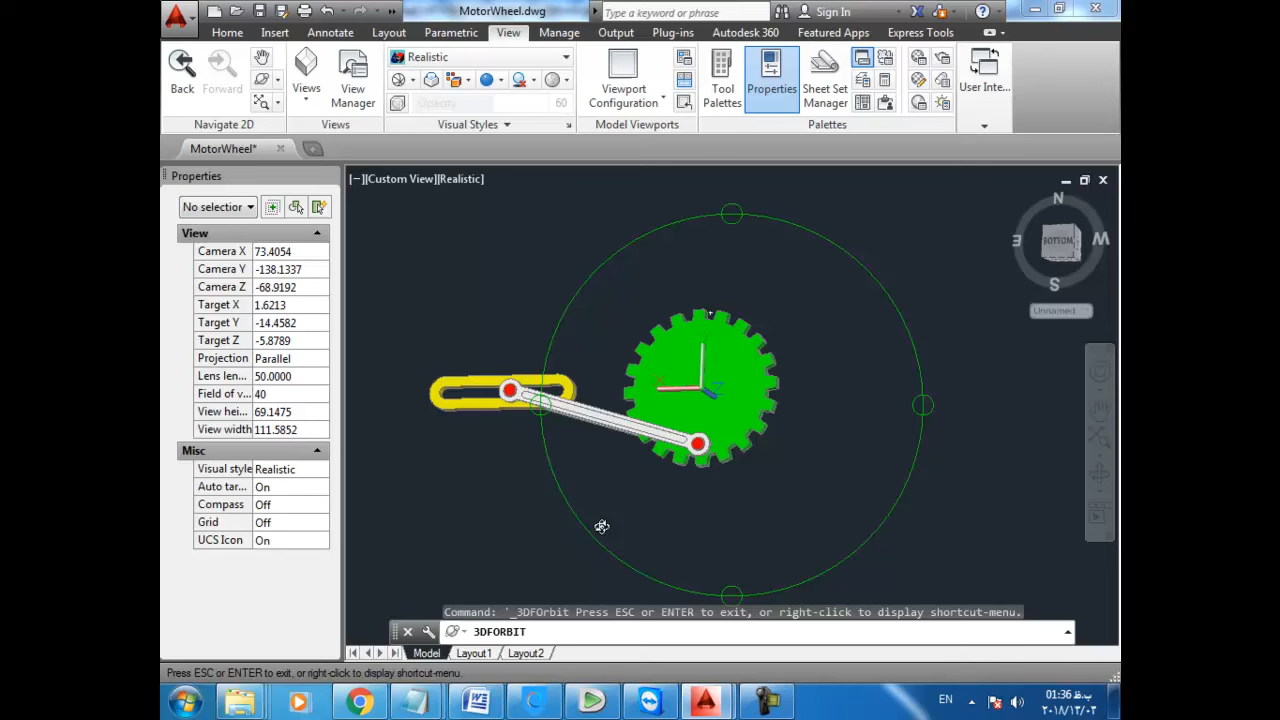 MotorWheel.dwg
Type a keyword or phrase
Sign In
Home Insert Annotate Layout Parametric View Manage Output Plug-ins Autodesk 360 Featured Apps Express Tools
Back
Forward
Views
View
Manager
Realistic
Opacity 60
Viewport
Configuration
Tool
Palettes
Properties
Sheet Set
Manager
User Inte...
Navigate 2D Views Visual Styles Model Viewports Palettes
MotorWheel*
Properties
No selection
View
Camera X 73.4054
Camera Y -138.1337
Camera Z -68.9192
Target X 1.6213
Target Y -14.4582
Target Z -5.8789
Projection Parallel
Lens len... 50.0000
Field of v... 40
View hei... 69.1475
View width 111.5852
Misc
Visual style Realistic
Auto tar... On
Compass Off
Grid Off
UCS Icon On
[−][Custom View][Realistic]
N
E
W
S
BOTTOM
Unnamed
Command: '_3DFOrbit Press ESC or ENTER to exit, or right-click to display shortcut-menu.
3DFORBIT
Model Layout1 Layout2
Press ESC or ENTER to exit, or right-click to display shortcut-menu.
EN
01:36 ب.ظ